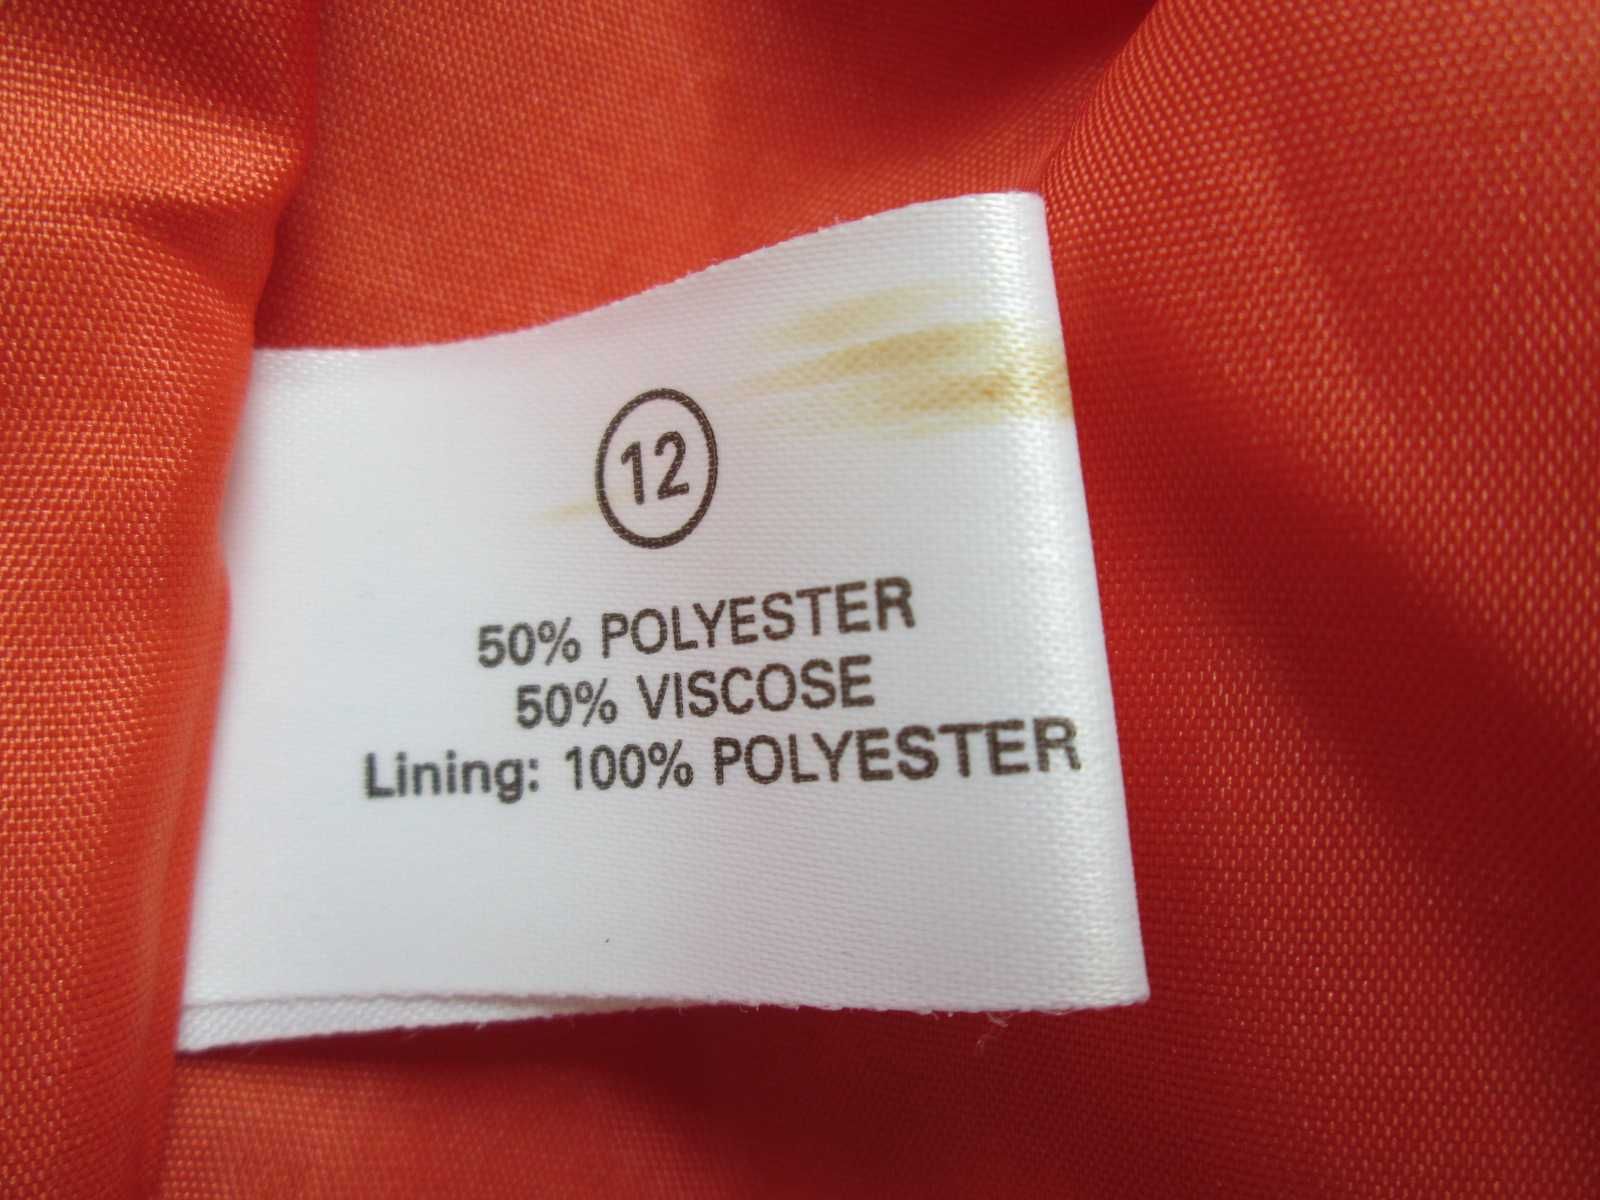 12
50% POLYESTER
50% VISCOSE
Lining: 100% POLYESTER